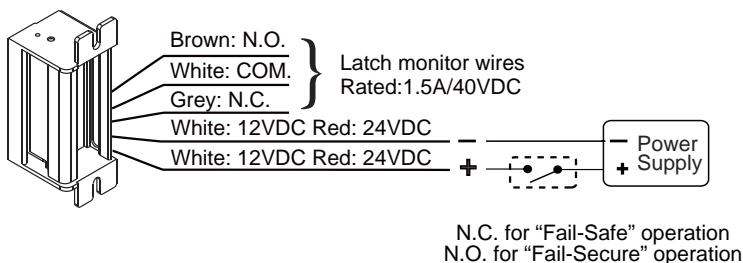 Brown: N.O.
White: COM.
Grey: N.C.
Latch monitor wires
Rated:1.5A/40VDC
White: 12VDC Red: 24VDC
White: 12VDC Red: 24VDC
− − Power
+ + Supply
N.C. for “Fail-Safe” operation
N.O. for “Fail-Secure” operation